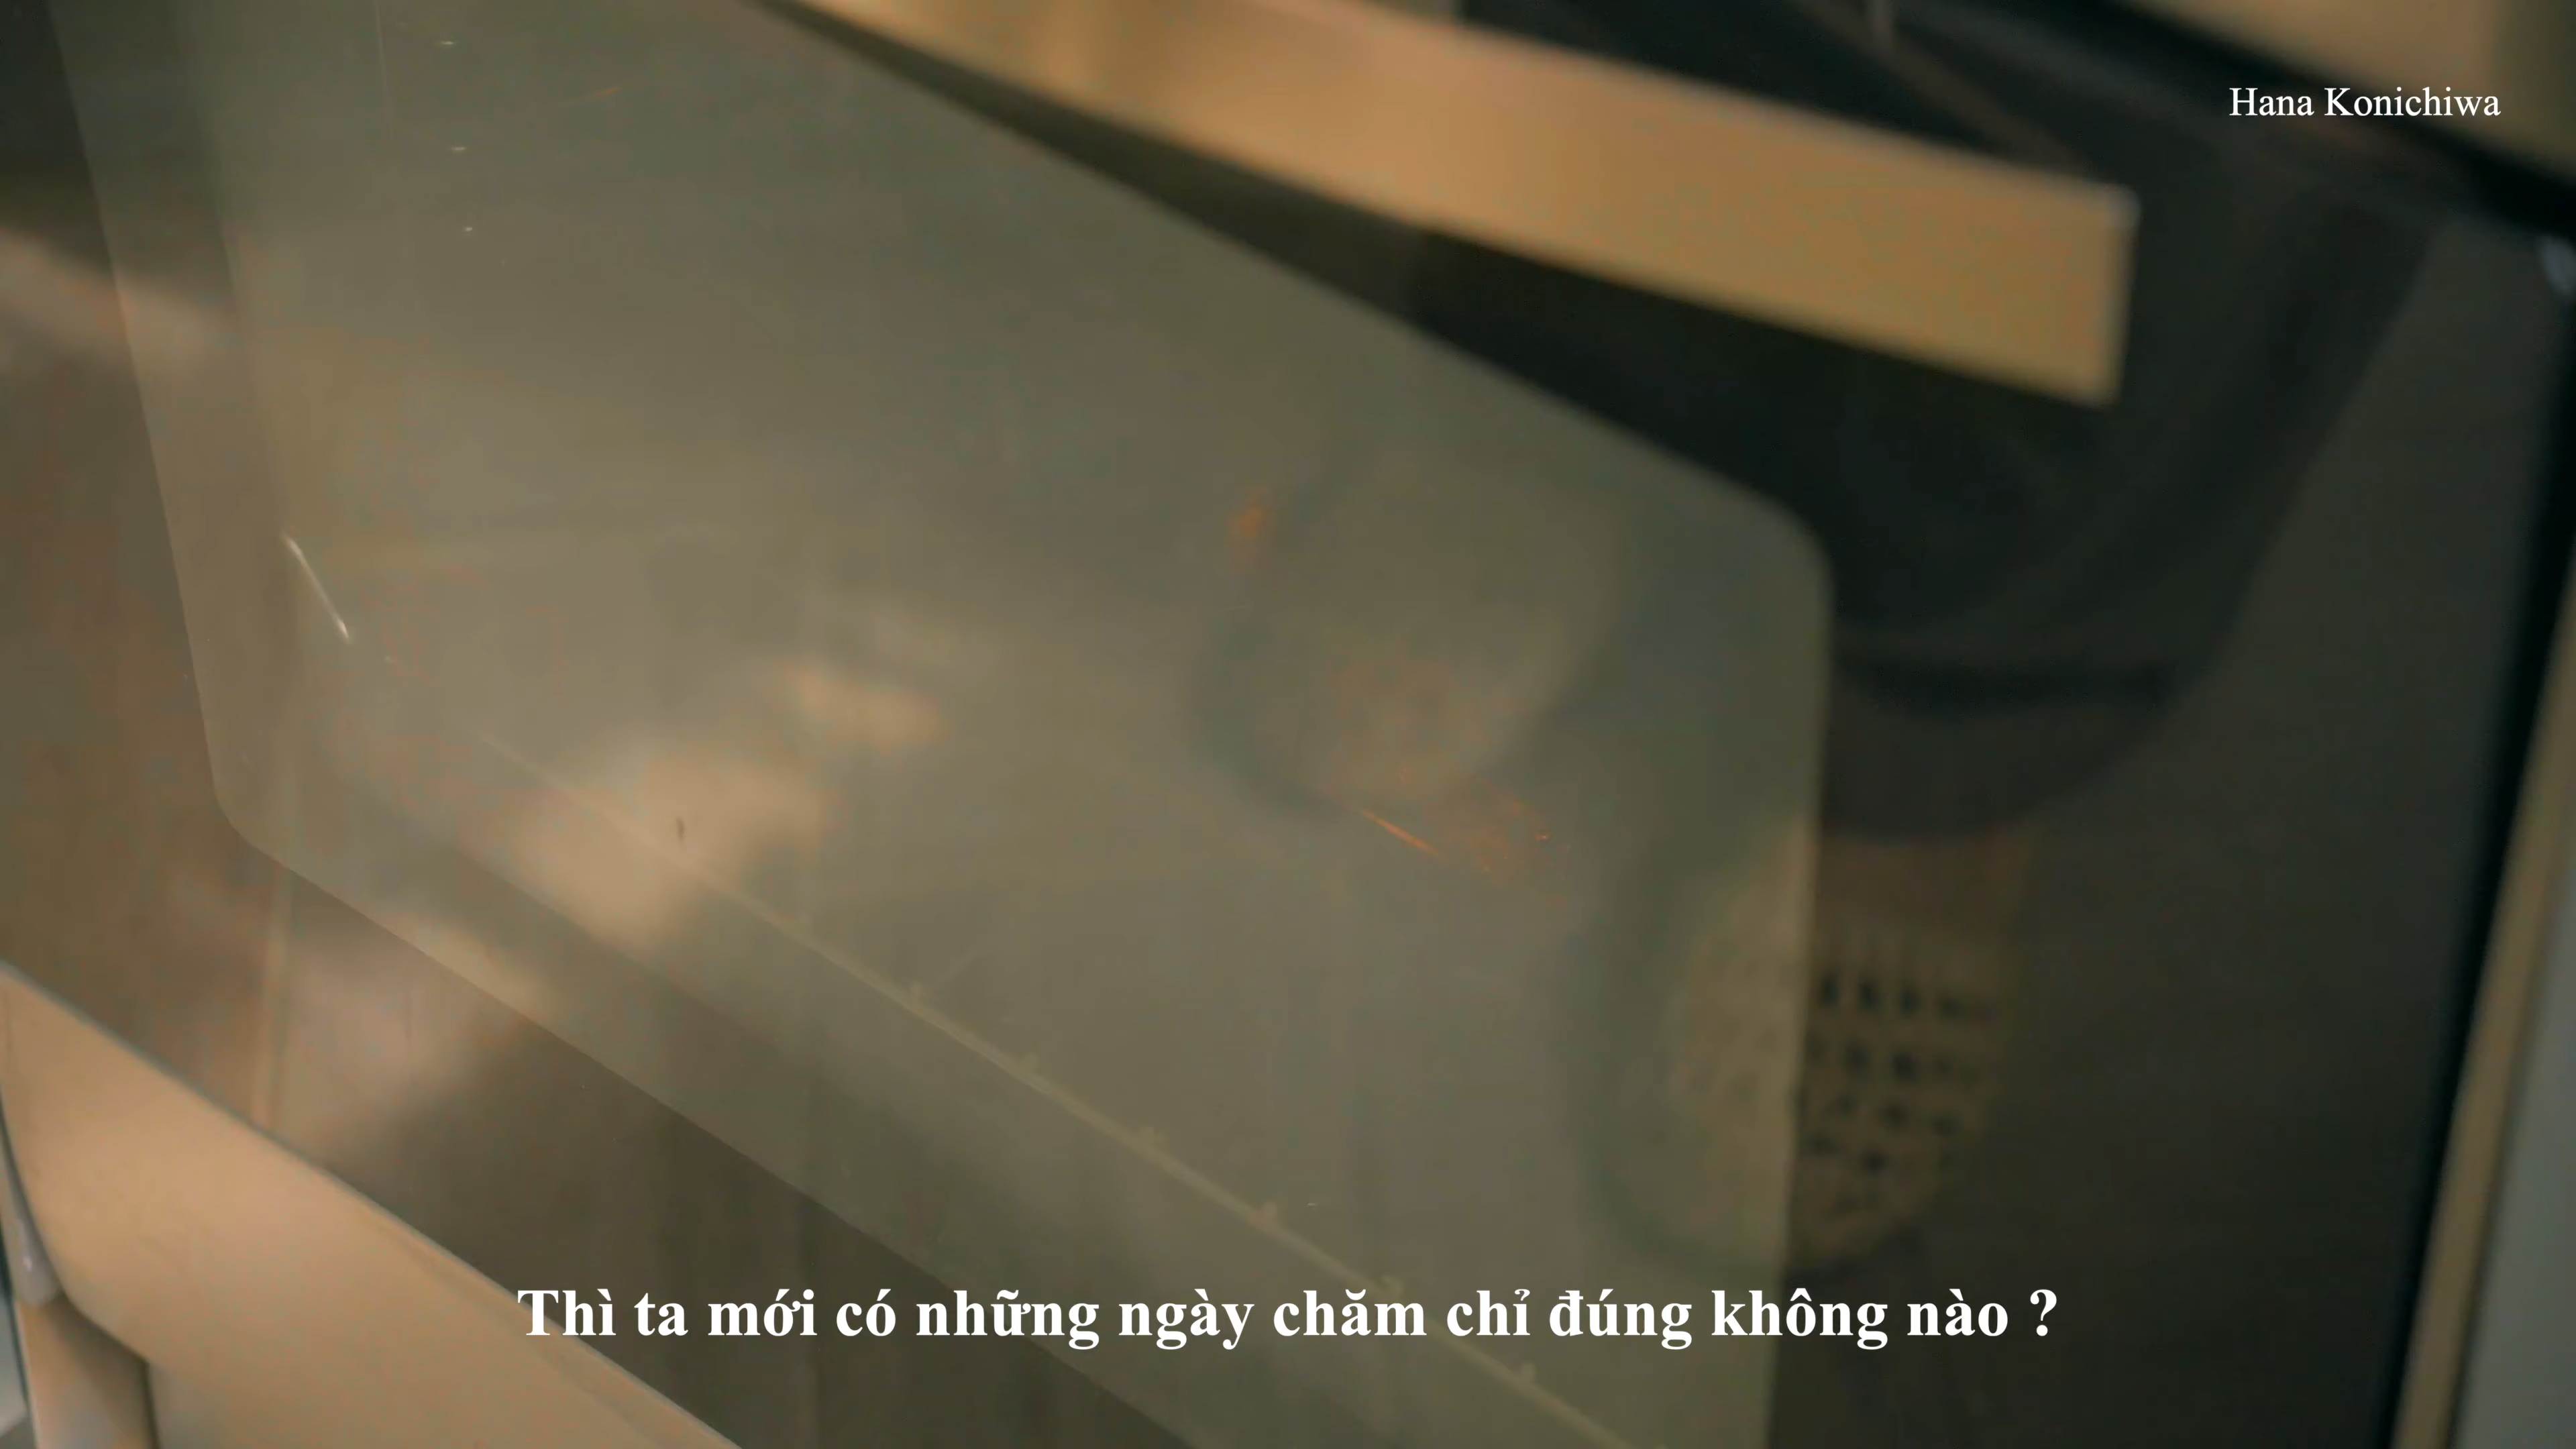 Hana Konichiwa
Thì ta mới có những ngày chăm chỉ đúng không nào ?